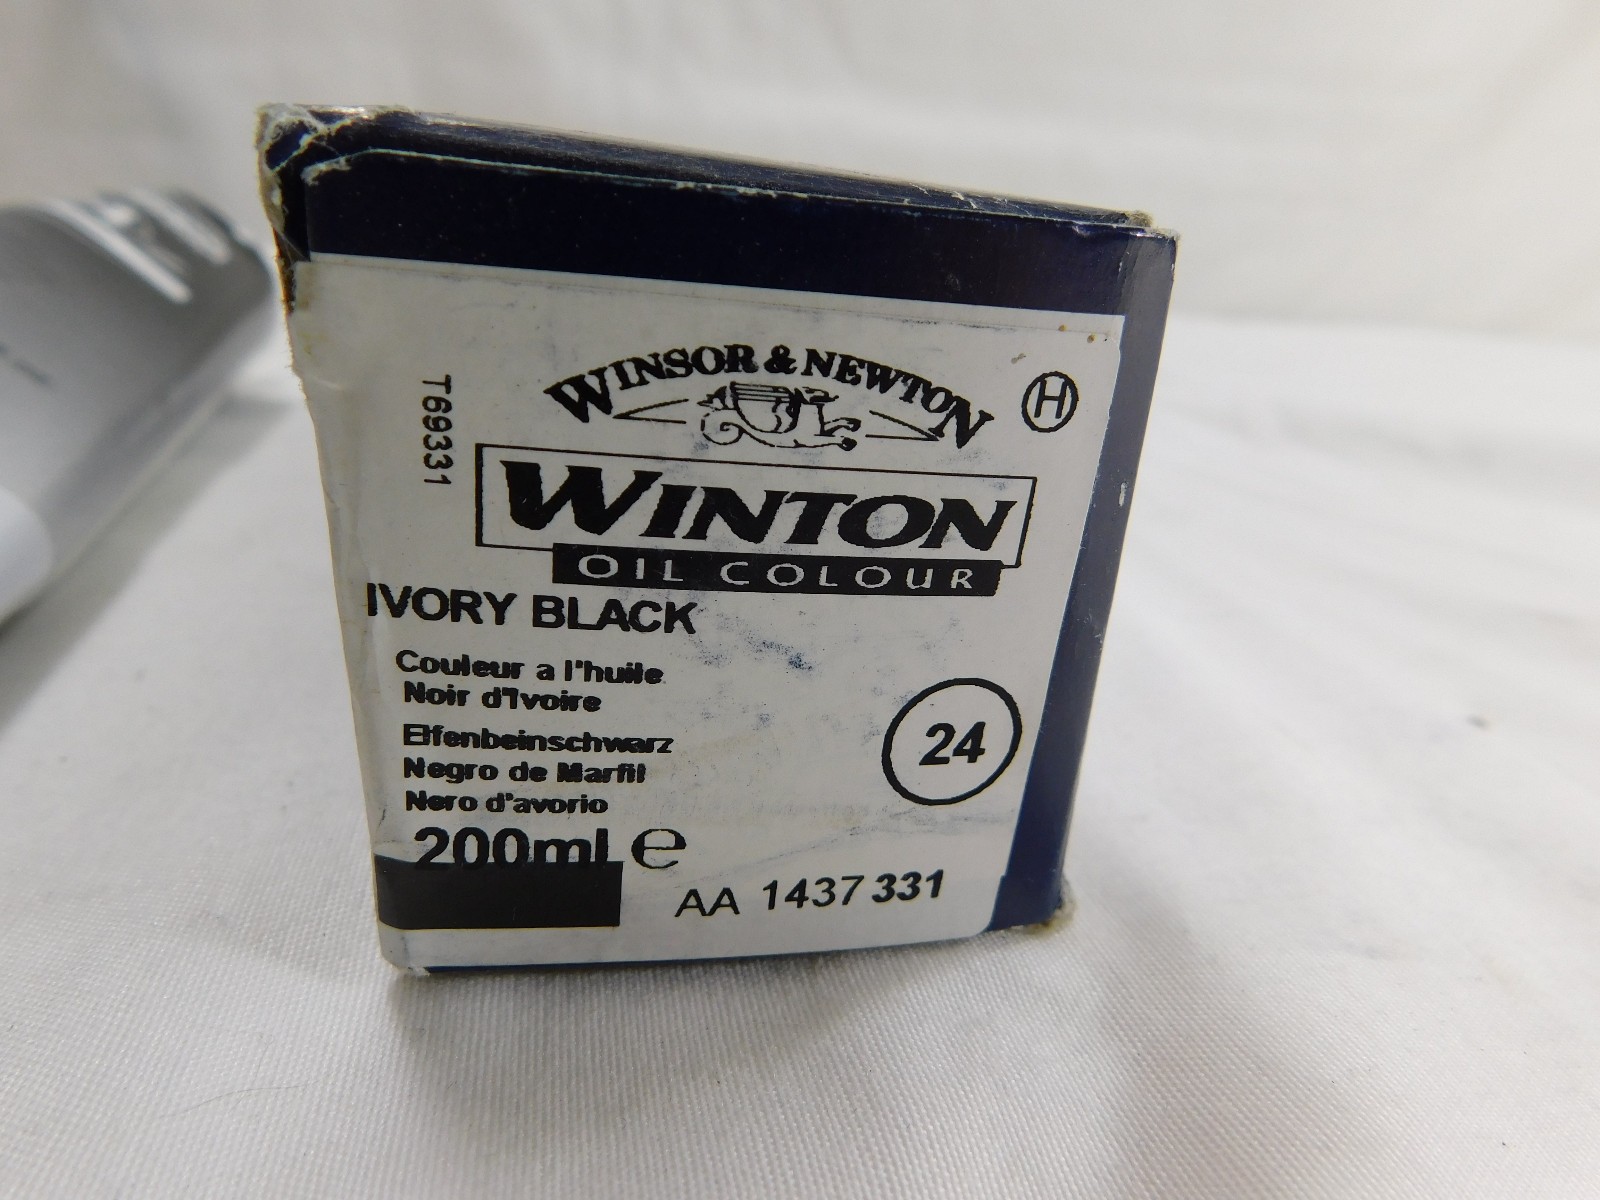 WINSOR & NEWTON
H
T69331
WINTON
OIL COLOUR
IVORY BLACK
Couleur a l'huile
Noir d'Ivoire
Elfenbeinschwarz
Negro de Marfil
Nero d'avorio
24
200ml e
AA 1437 331